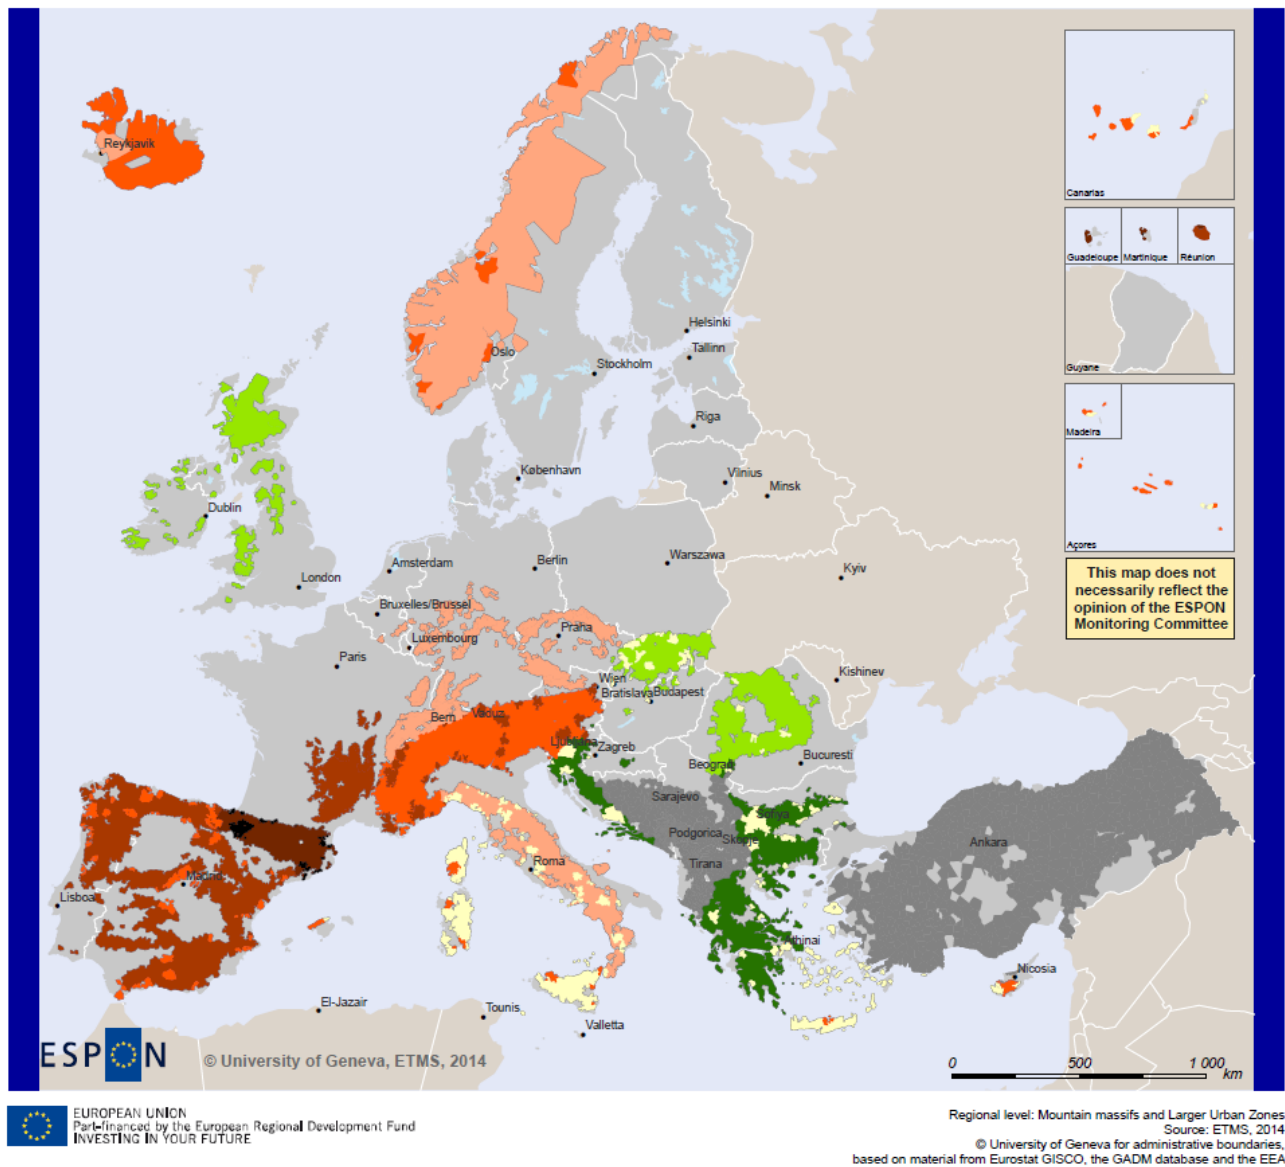 Reykjavik
Canarias
Guadeloupe
Martinique
Réunion
Guyane
Madeira
Açores
This map does not
necessarily reflect the
opinion of the ESPON
Monitoring Committee
Helsinki
Tallinn
Oslo
Stockholm
Riga
København
Vilnius
Minsk
Dublin
Amsterdam
Berlin
Warszawa
Kyiv
London
Bruxelles/Brussel
Luxembourg
Praha
Paris
Kishinev
Wien
Bratislava
Budapest
Bern
Vaduz
Ljubljana
Zagreb
Beograd
Bucuresti
Sarajevo
Sofiya
Podgorica
Skopje
Ankara
Tirana
Roma
Madrid
Lisboa
Athinai
Nicosia
El-Jazair
Tounis
Valletta
ESPON
© University of Geneva, ETMS, 2014
0 500 1 000
km
EUROPEAN UNION
Part-financed by the European Regional Development Fund
INVESTING IN YOUR FUTURE
Regional level: Mountain massifs and Larger Urban Zones
Source: ETMS, 2014
© University of Geneva for administrative boundaries,
based on material from Eurostat GISCO, the GADM database and the EEA